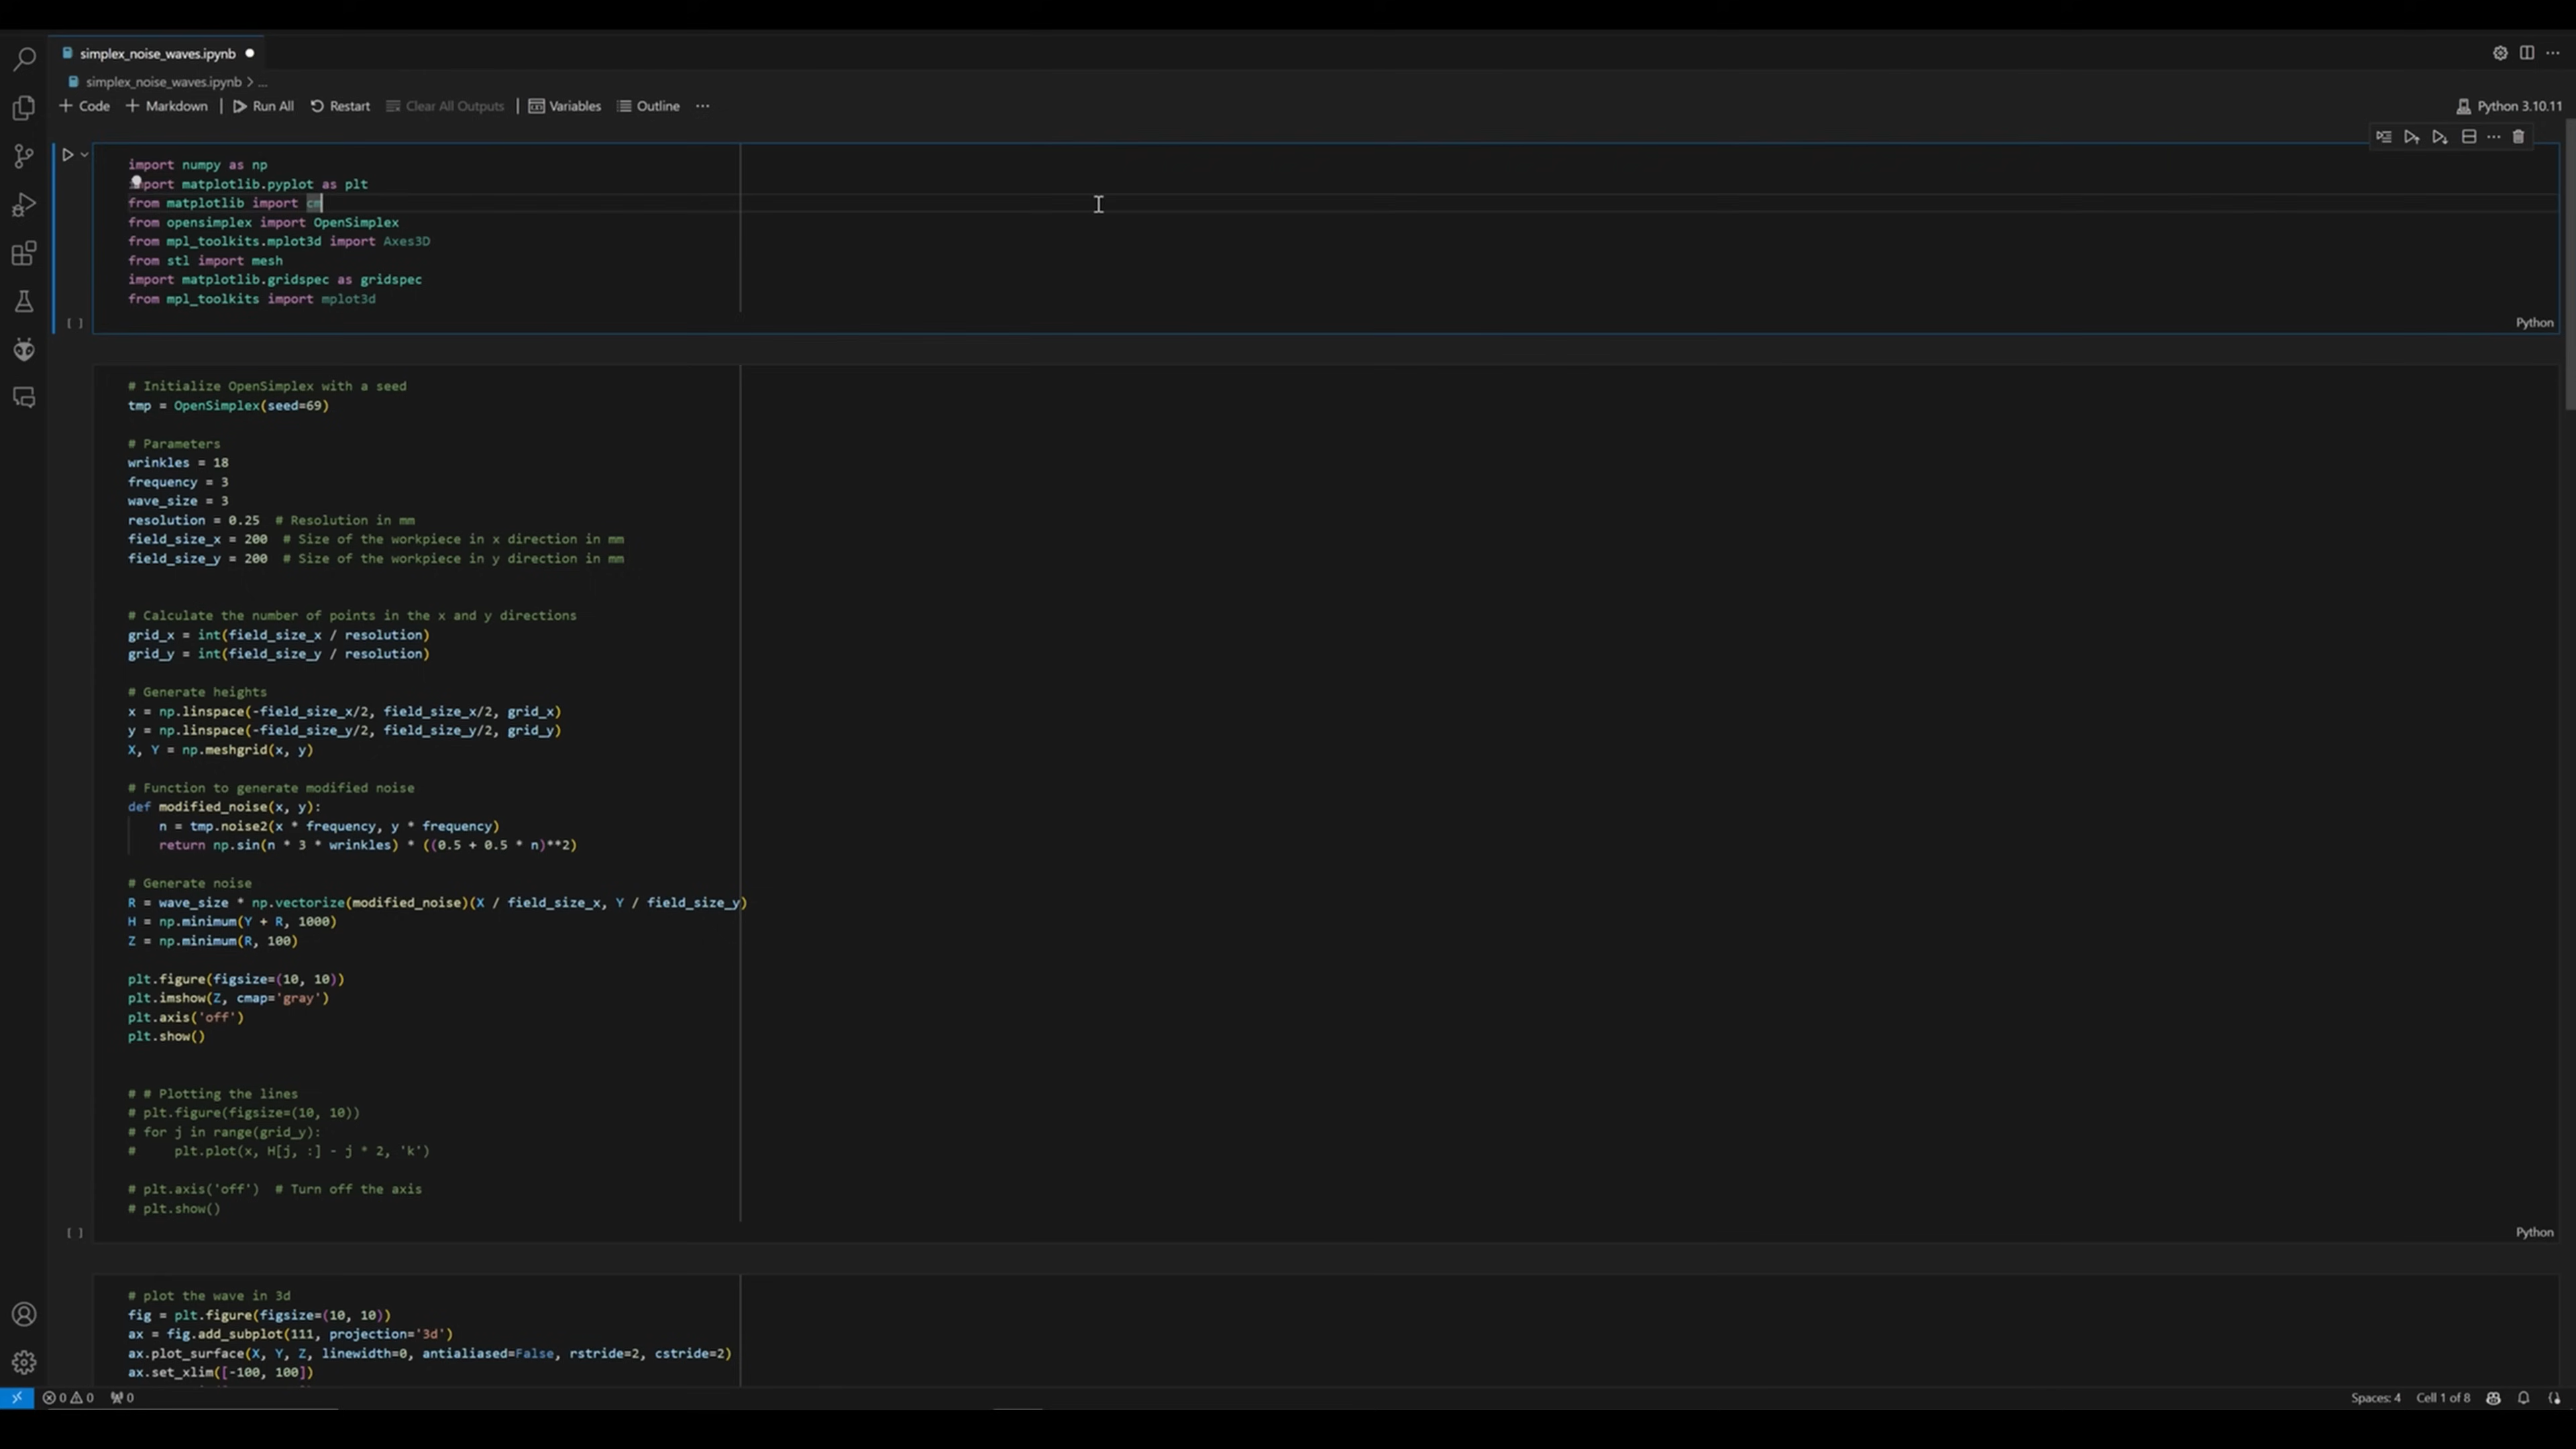 simplex_noise_waves.ipynb
simplex_noise_waves.ipynb > ...
+ Code + Markdown | Run All Restart Clear All Outputs | Variables Outline ...
Python 3.10.11
import numpy as np
import matplotlib.pyplot as plt
from matplotlib import cm
from opensimplex import OpenSimplex
from mpl_toolkits.mplot3d import Axes3D
from stl import mesh
import matplotlib.gridspec as gridspec
from mpl_toolkits import mplot3d
[ ]
Python
# Initialize OpenSimplex with a seed
tmp = OpenSimplex(seed=69)
# Parameters
wrinkles = 18
frequency = 3
wave_size = 3
resolution = 0.25  # Resolution in mm
field_size_x = 200  # Size of the workpiece in x direction in mm
field_size_y = 200  # Size of the workpiece in y direction in mm
# Calculate the number of points in the x and y directions
grid_x = int(field_size_x / resolution)
grid_y = int(field_size_y / resolution)
# Generate heights
x = np.linspace(-field_size_x/2, field_size_x/2, grid_x)
y = np.linspace(-field_size_y/2, field_size_y/2, grid_y)
X, Y = np.meshgrid(x, y)
# Function to generate modified noise
def modified_noise(x, y):
    n = tmp.noise2(x * frequency, y * frequency)
    return np.sin(n * 3 * wrinkles) * ((0.5 + 0.5 * n)**2)
# Generate noise
R = wave_size * np.vectorize(modified_noise)(X / field_size_x, Y / field_size_y)
H = np.minimum(Y + R, 1000)
Z = np.minimum(R, 100)
plt.figure(figsize=(10, 10))
plt.imshow(Z, cmap='gray')
plt.axis('off')
plt.show()
# # Plotting the lines
# plt.figure(figsize=(10, 10))
# for j in range(grid_y):
#     plt.plot(x, H[j, :] - j * 2, 'k')
# plt.axis('off')  # Turn off the axis
# plt.show()
[ ]
Python
# plot the wave in 3d
fig = plt.figure(figsize=(10, 10))
ax = fig.add_subplot(111, projection='3d')
ax.plot_surface(X, Y, Z, linewidth=0, antialiased=False, rstride=2, cstride=2)
ax.set_xlim([-100, 100])
0 0 0
Spaces: 4 Cell 1 of 8